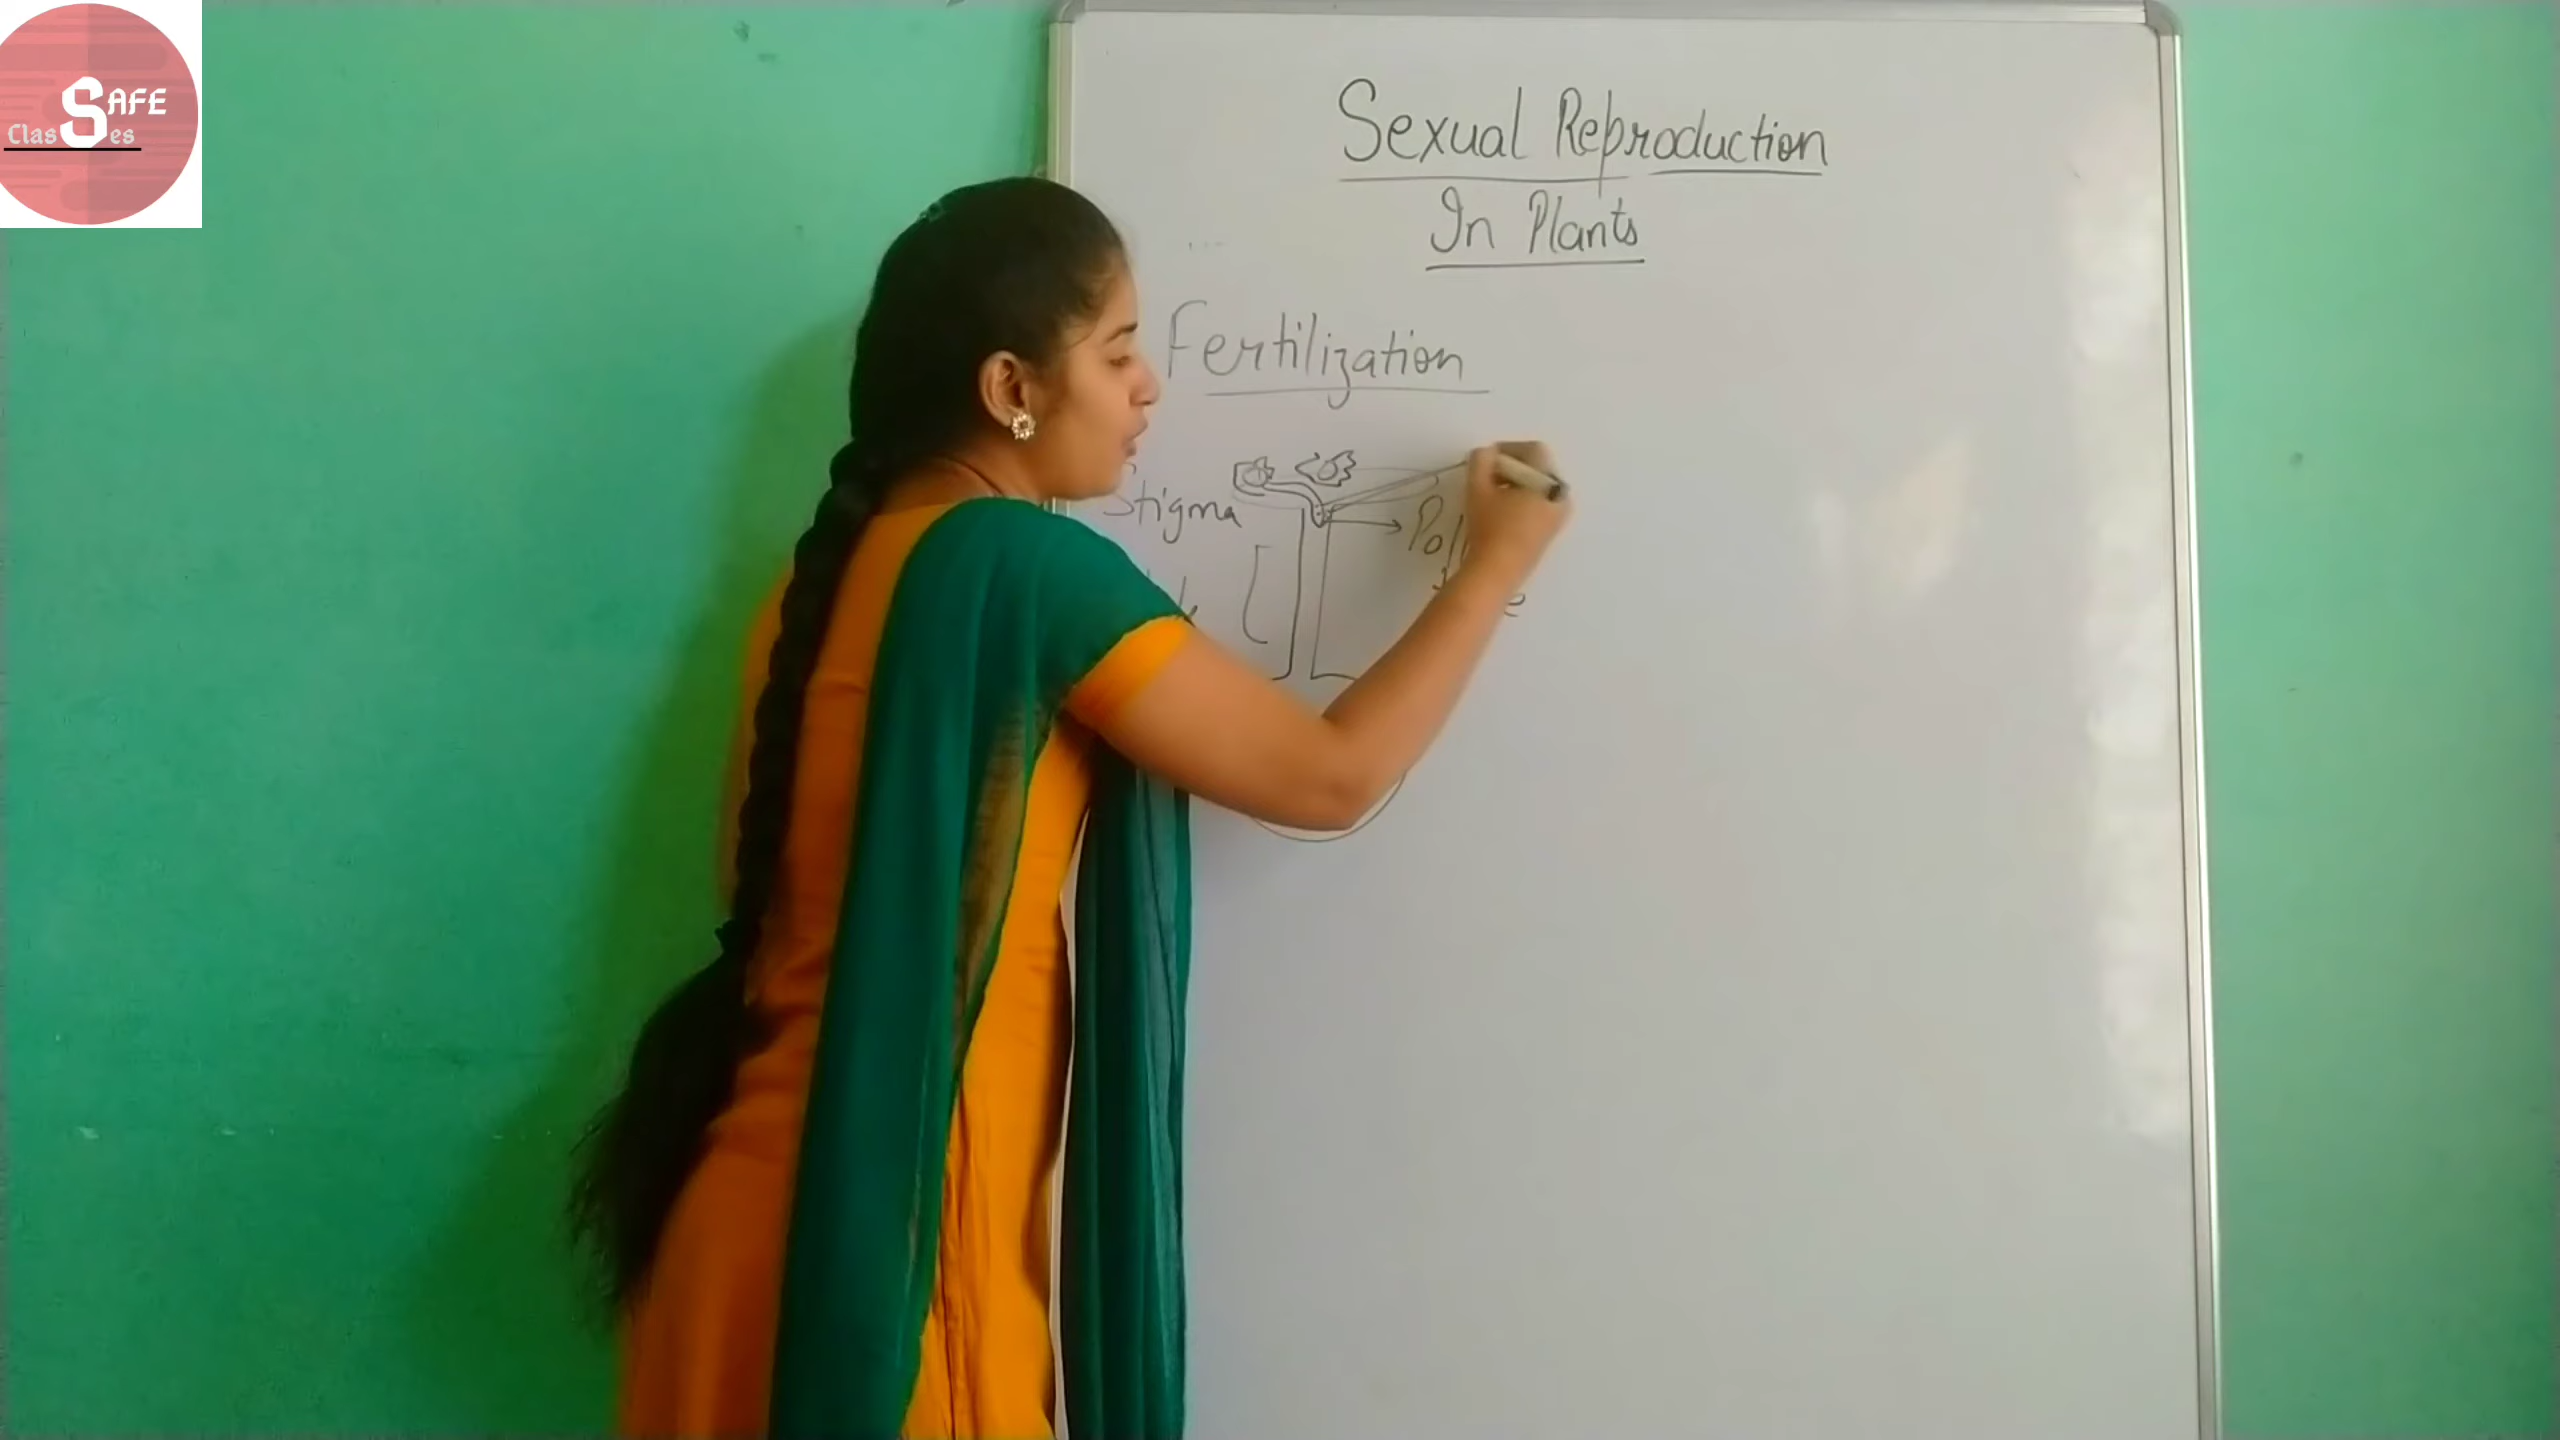 SAFE
Classes
Sexual Reproduction
In Plants
Fertilization
Stigma